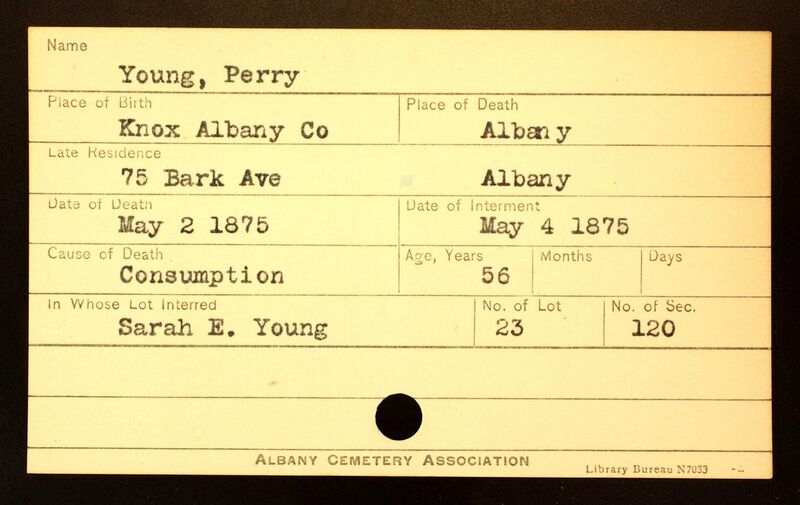 Name
Young, Perry
Place of Birth Place of Death
Knox Albany Co Albany
Late Residence
75 Bark Ave Albany
Date of Death Date of Interment
May 2 1875 May 4 1875
Cause of Death Age, Years Months Days
Consumption 56
In Whose Lot Interred No. of Lot No. of Sec.
Sarah E. Young 23 120
ALBANY CEMETERY ASSOCIATION
Library Bureau N7033